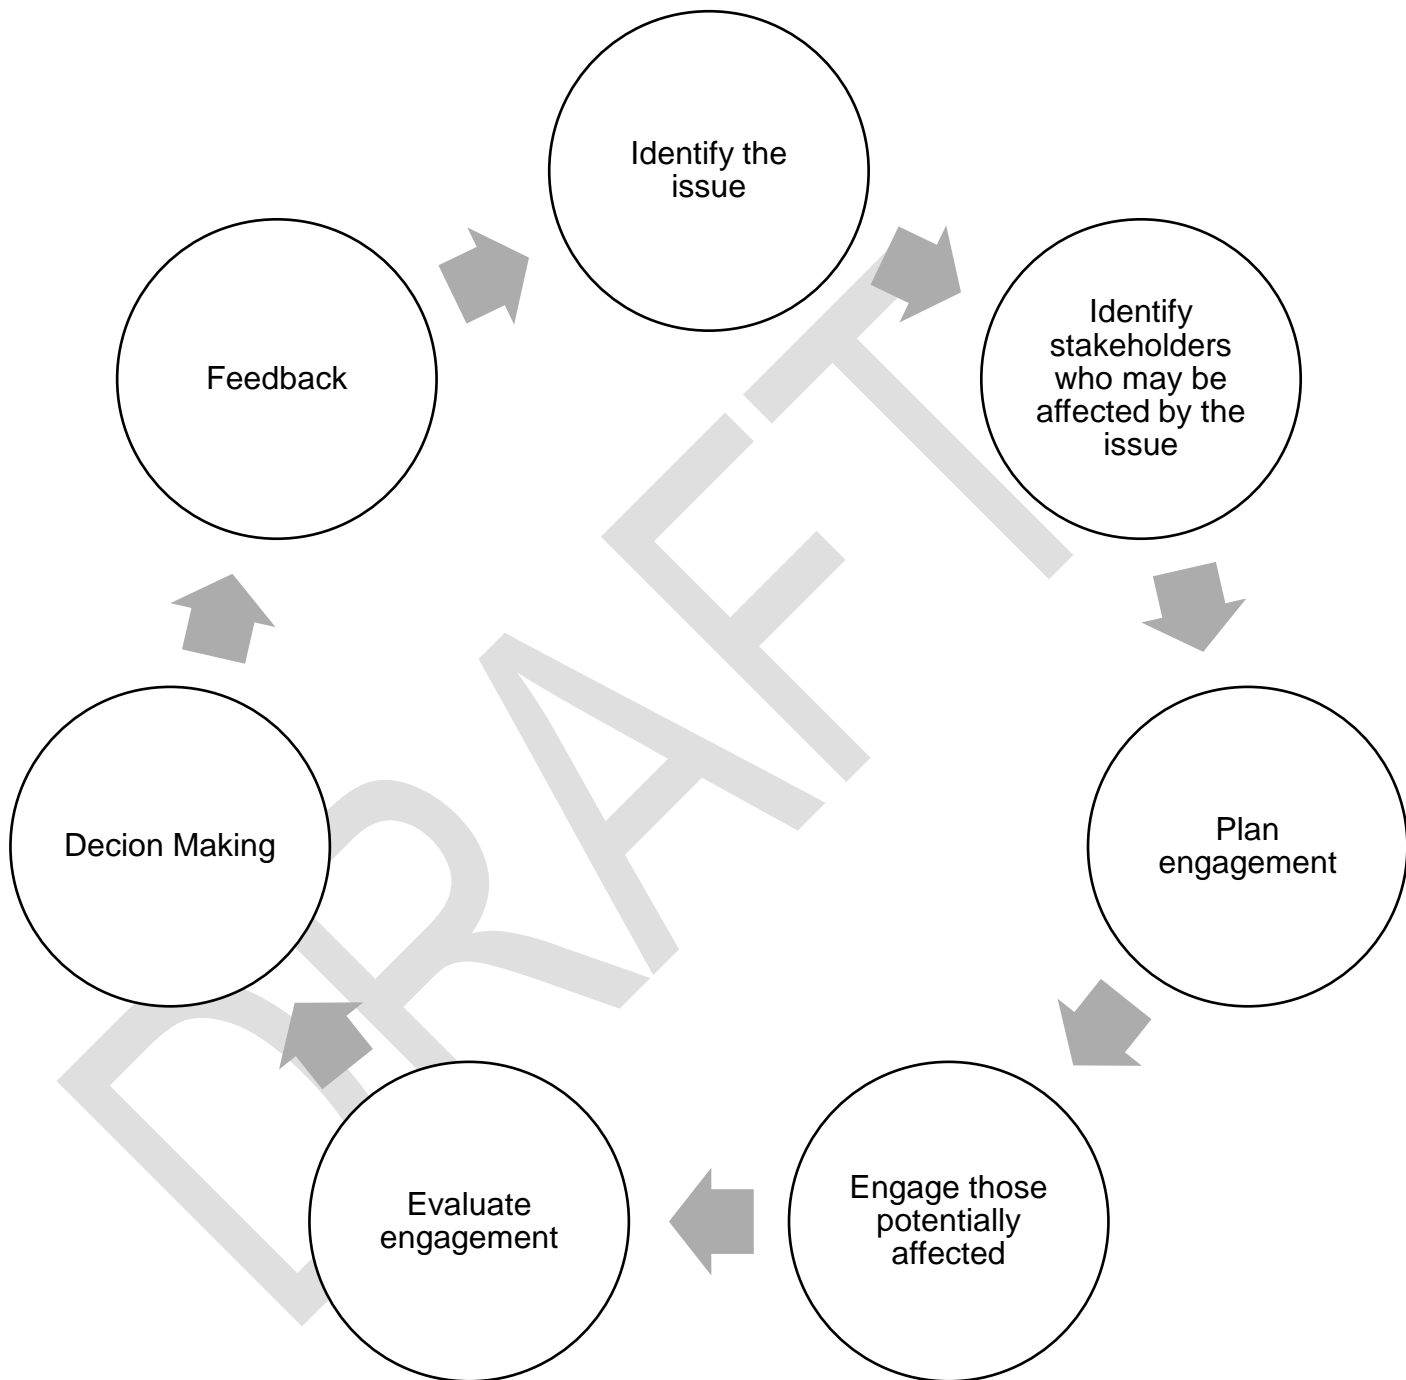 Identify the
issue
Identify
stakeholders
who may be
affected by the
issue
Plan
engagement
Engage those
potentially
affected
Evaluate
engagement
Decion Making
Feedback
DRAFT